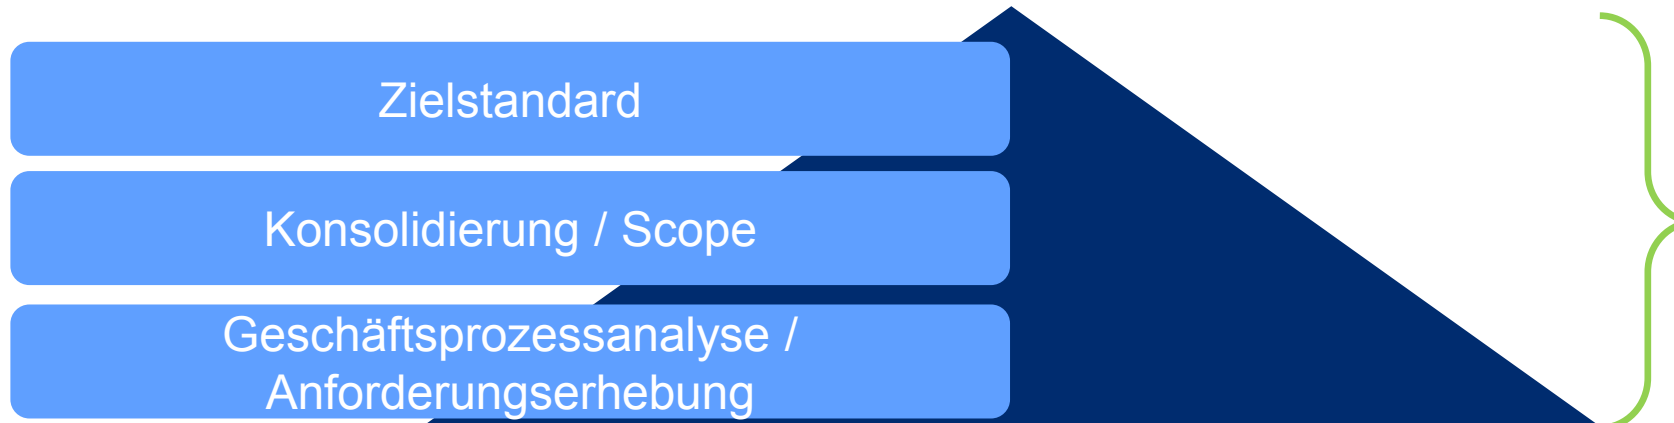 Zielstandard
Konsolidierung / Scope
Geschäftsprozessanalyse /
Anforderungserhebung